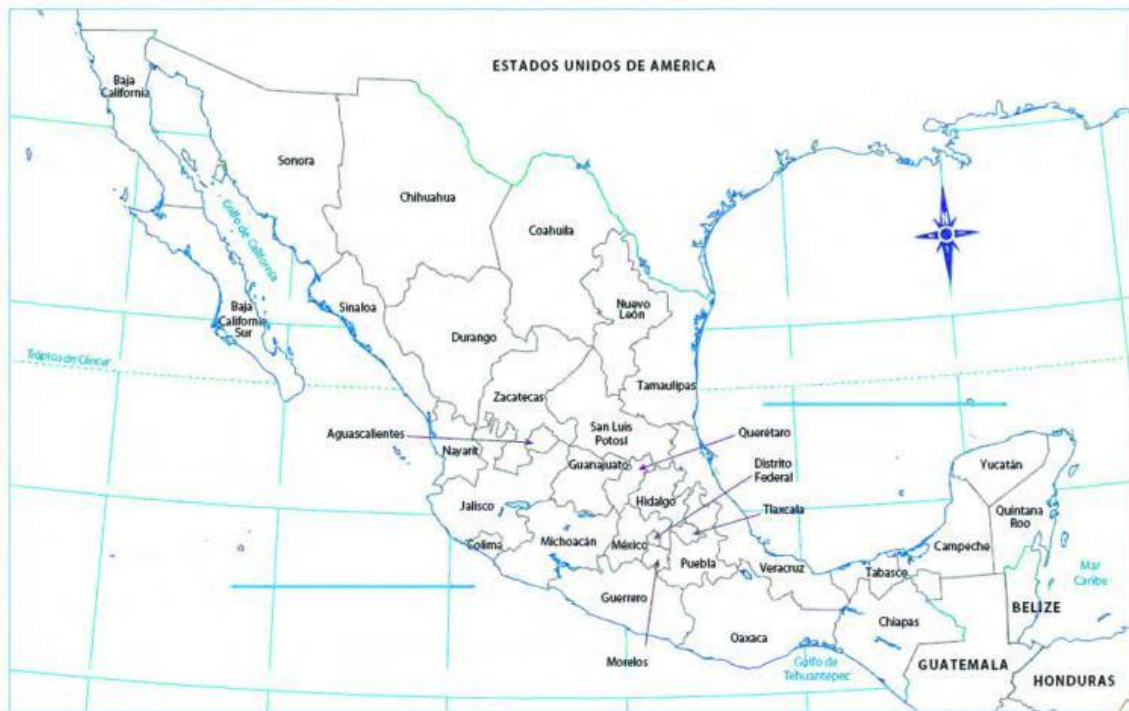 ESTADOS UNIDOS DE AMÉRICA
Baja
California
Sonora
Chihuahua
Coahuila
Golfo de California
Nuevo
León
Sinaloa
Baja
California
Sur
Durango
Trópico de Cáncer
Tamaulipas
Zacatecas
San Luis
Potosí
Aguascalientes
Nayarit
Querétaro
Guanajuato
Distrito
Federal
Yucatán
Hidalgo
Jalisco
Tlaxcala
Quintana
Roo
Colima
Michoacán
México
Puebla
Veracruz
Campeche
Tabasco
Mar
Caribe
Guerrero
BELIZE
Chiapas
Oaxaca
Morelos
Golfo de
Tehuantepec
GUATEMALA
HONDURAS
N